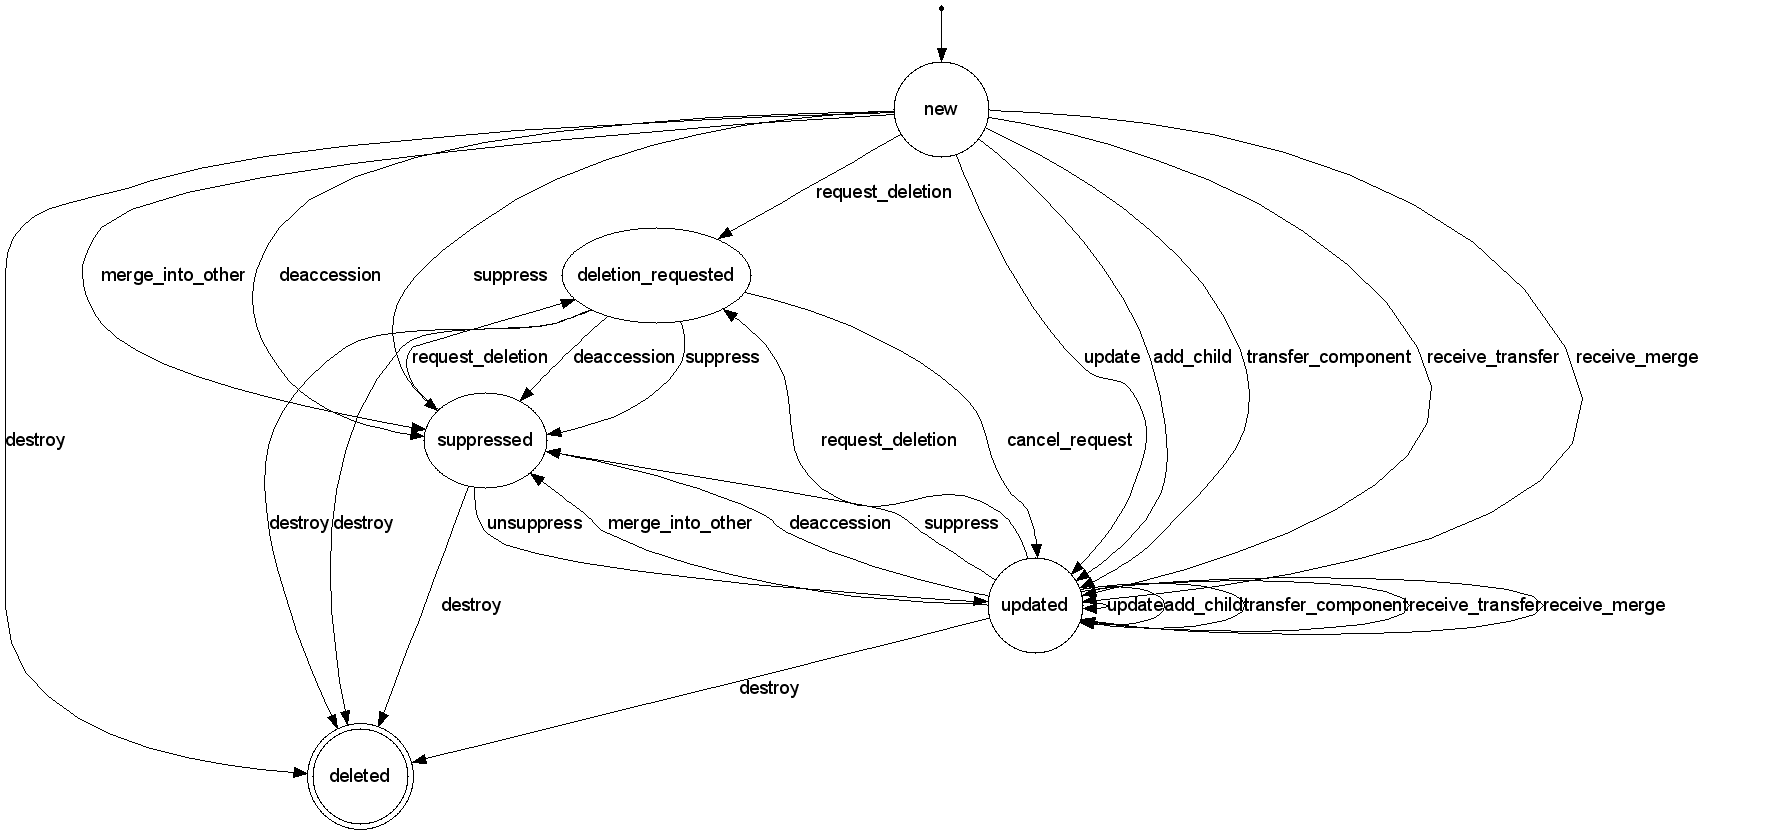 new
request_deletion
merge_into_other
deaccession
suppress
deletion_requested
request_deletion
deaccession
suppress
update
add_child
transfer_component
receive_transfer
receive_merge
destroy
suppressed
request_deletion
cancel_request
destroy
destroy
unsuppress
merge_into_other
deaccession
suppress
destroy
updated
update
add_child
transfer_component
receive_transfer
receive_merge
destroy
deleted